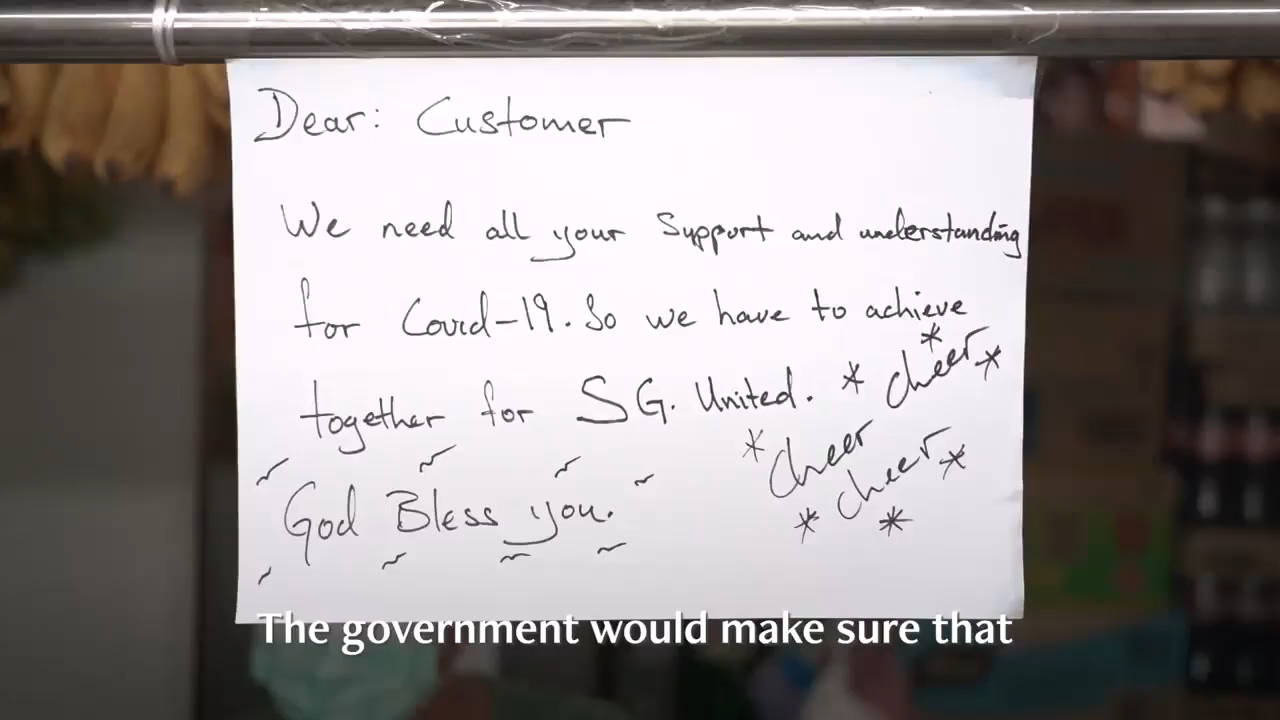 Dear: Customer
We need all your Support and understanding
for Covid-19. So we have to achieve
together for SG. United. * cheer *
* cheer
* cheer *
God Bless you.
The government would make sure that